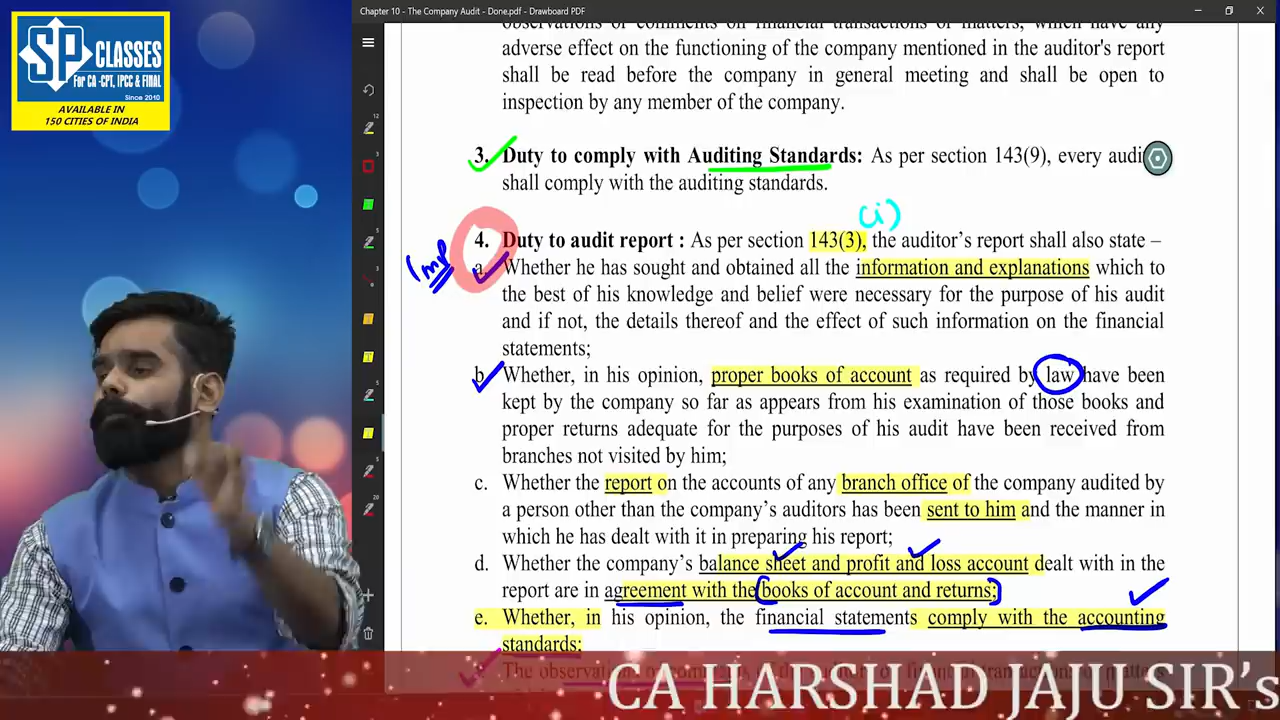 SP
CLASSES
For CA-CPT, IPCC & FINAL
Since 2010
AVAILABLE IN
150 CITIES OF INDIA
Chapter 10 - The Company Audit - Done.pdf - Drawboard PDF
observations or comments on financial transactions or matters, which have any
adverse effect on the functioning of the company mentioned in the auditor's report
shall be read before the company in general meeting and shall be open to
inspection by any member of the company.
3. Duty to comply with Auditing Standards: As per section 143(9), every
shall comply with the auditing standards.
(i)
4. Duty to audit report : As per section 143(3), the auditor's report shall also state –
Imp
a. Whether he has sought and obtained all the information and explanations which to
the best of his knowledge and belief were necessary for the purpose of his audit
and if not, the details thereof and the effect of such information on the financial
statements;
b. Whether, in his opinion, proper books of account as required by law have been
kept by the company so far as appears from his examination of those books and
proper returns adequate for the purposes of his audit have been received from
branches not visited by him;
c. Whether the report on the accounts of any branch office of the company audited by
a person other than the company's auditors has been sent to him and the manner in
which he has dealt with it in preparing his report;
d. Whether the company's balance sheet and profit and loss account dealt with in the
report are in agreement with the books of account and returns;
e. Whether, in his opinion, the financial statements comply with the accounting
standards;
CA HARSHAD JAJU SIR's